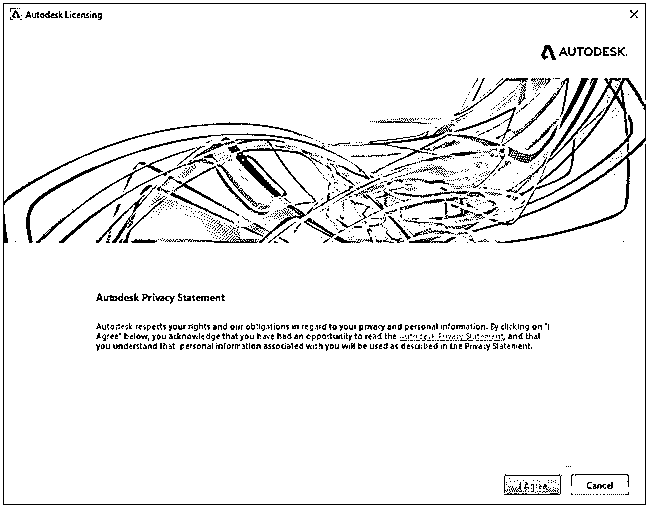 Autodesk Licensing
AUTODESK.
Autodesk Privacy Statement
Autodesk respects your rights and our obligations in regard to your privacy and personal information. By clicking on "I
Agree" below, you acknowledge that you have had an opportunity to read the Autodesk Privacy Statement, and that
you understand that personal information associated with you will be used as described in the Privacy Statement.
I Agree
Cancel